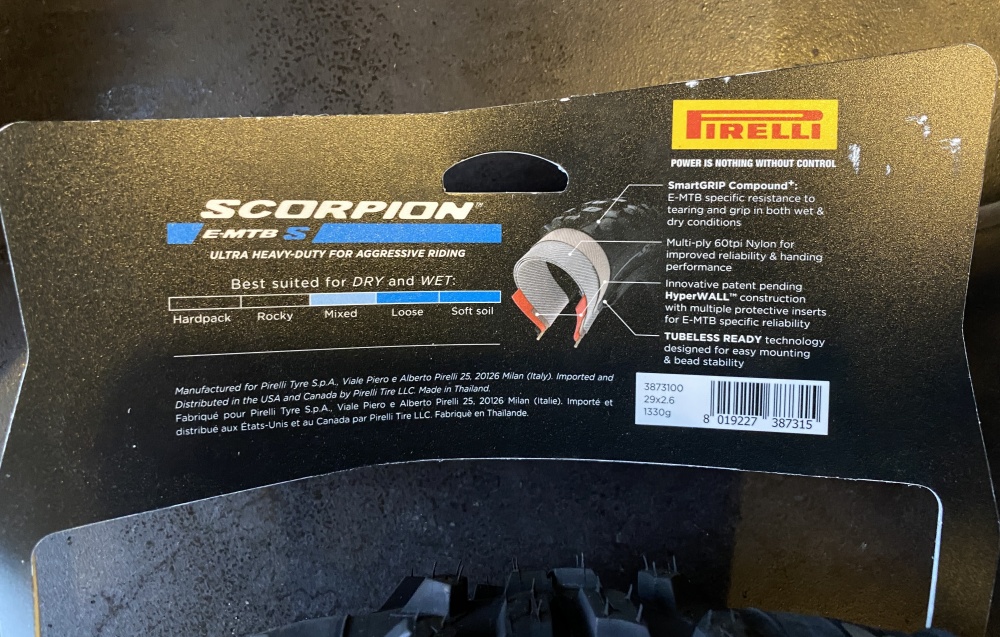 PIRELLI
POWER IS NOTHING WITHOUT CONTROL
SCORPION™
E-MTB S
ULTRA HEAVY-DUTY FOR AGGRESSIVE RIDING
Best suited for DRY and WET:
Hardpack Rocky Mixed Loose Soft soil
SmartGRIP Compound⁺:
E-MTB specific resistance to
tearing and grip in both wet &
dry conditions
Multi-ply 60tpi Nylon for
improved reliability & handing
performance
Innovative patent pending
HyperWALL™ construction
with multiple protective inserts
for E-MTB specific reliability
TUBELESS READY technology
designed for easy mounting
& bead stability
Manufactured for Pirelli Tyre S.p.A., Viale Piero e Alberto Pirelli 25, 20126 Milan (Italy). Imported and
Distributed in the USA and Canada by Pirelli Tire LLC. Made in Thailand.
Fabriqué pour Pirelli Tyre S.p.A., Viale Piero e Alberto Pirelli 25, 20126 Milan (Italie). Importé et
distribué aux États-Unis et au Canada par Pirelli Tire LLC. Fabriqué en Thaïlande.
3873100
29x2.6
1330g
8 019227 387315